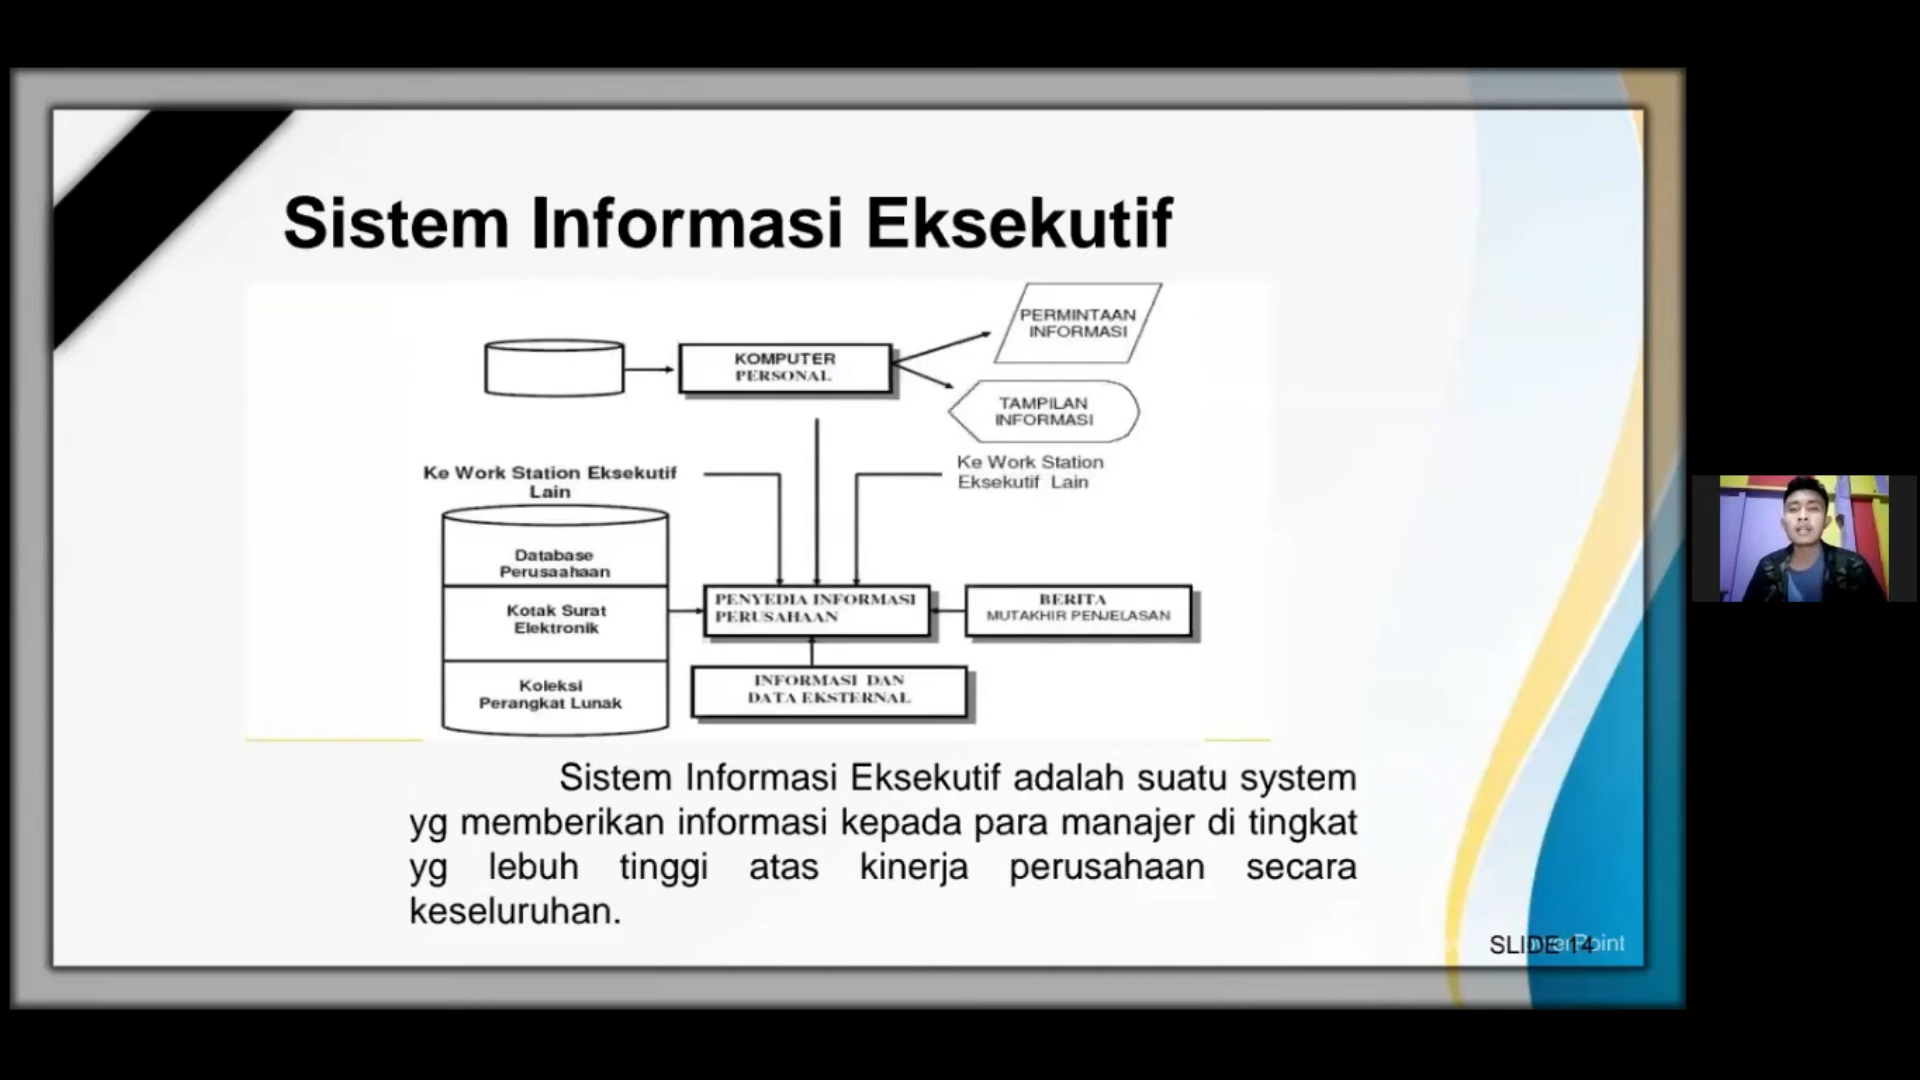 Sistem Informasi Eksekutif
PERMINTAAN
INFORMASI
KOMPUTER
PERSONAL
TAMPILAN
INFORMASI
Ke Work Station Eksekutif
Lain
Ke Work Station
Eksekutif Lain
Database
Perusaahaan
Kotak Surat
Elektronik
Koleksi
Perangkat Lunak
PENYEDIA INFORMASI
PERUSAHAAN
BERITA
MUTAKHIR PENJELASAN
INFORMASI DAN
DATA EKSTERNAL
Sistem Informasi Eksekutif adalah suatu system
yg memberikan informasi kepada para manajer di tingkat
yg lebuh tinggi atas kinerja perusahaan secara
keseluruhan.
SLIDE 14